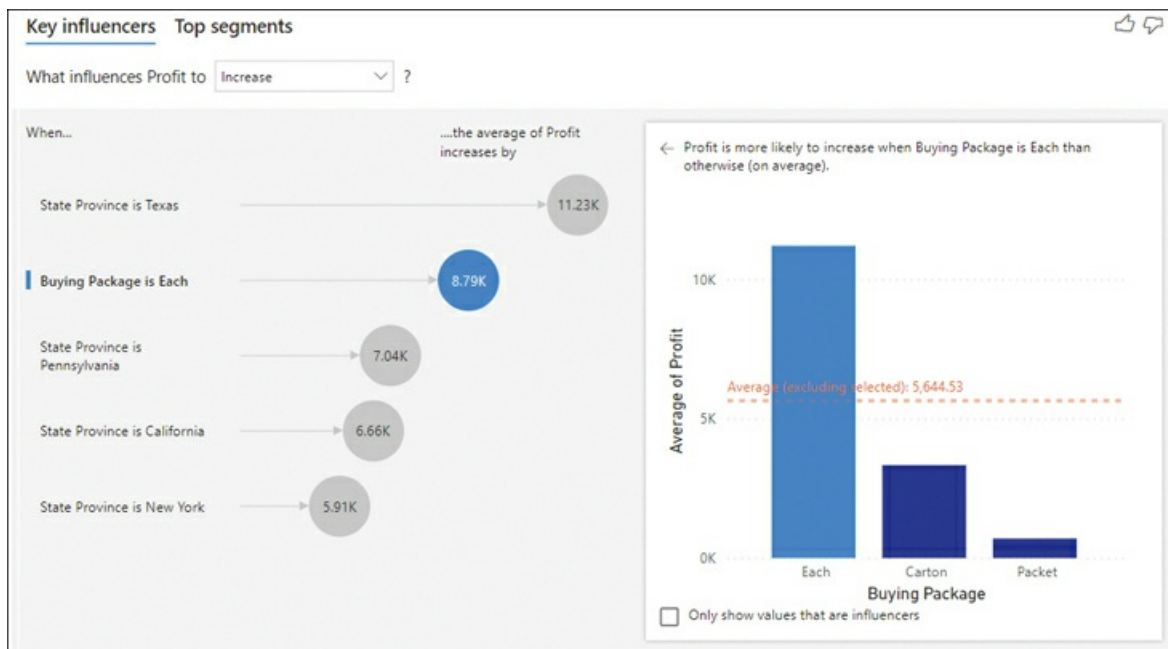 Key influencers Top segments
What influences Profit to Increase ?
When...
....the average of Profit
increases by
State Province is Texas
11.23K
Buying Package is Each
8.79K
State Province is
Pennsylvania
7.04K
State Province is California
6.66K
State Province is New York
5.91K
← Profit is more likely to increase when Buying Package is Each than
otherwise (on average).
Average of Profit
10K
Average (excluding selected): 5,644.53
5K
0K
Each Carton Packet
Buying Package
Only show values that are influencers